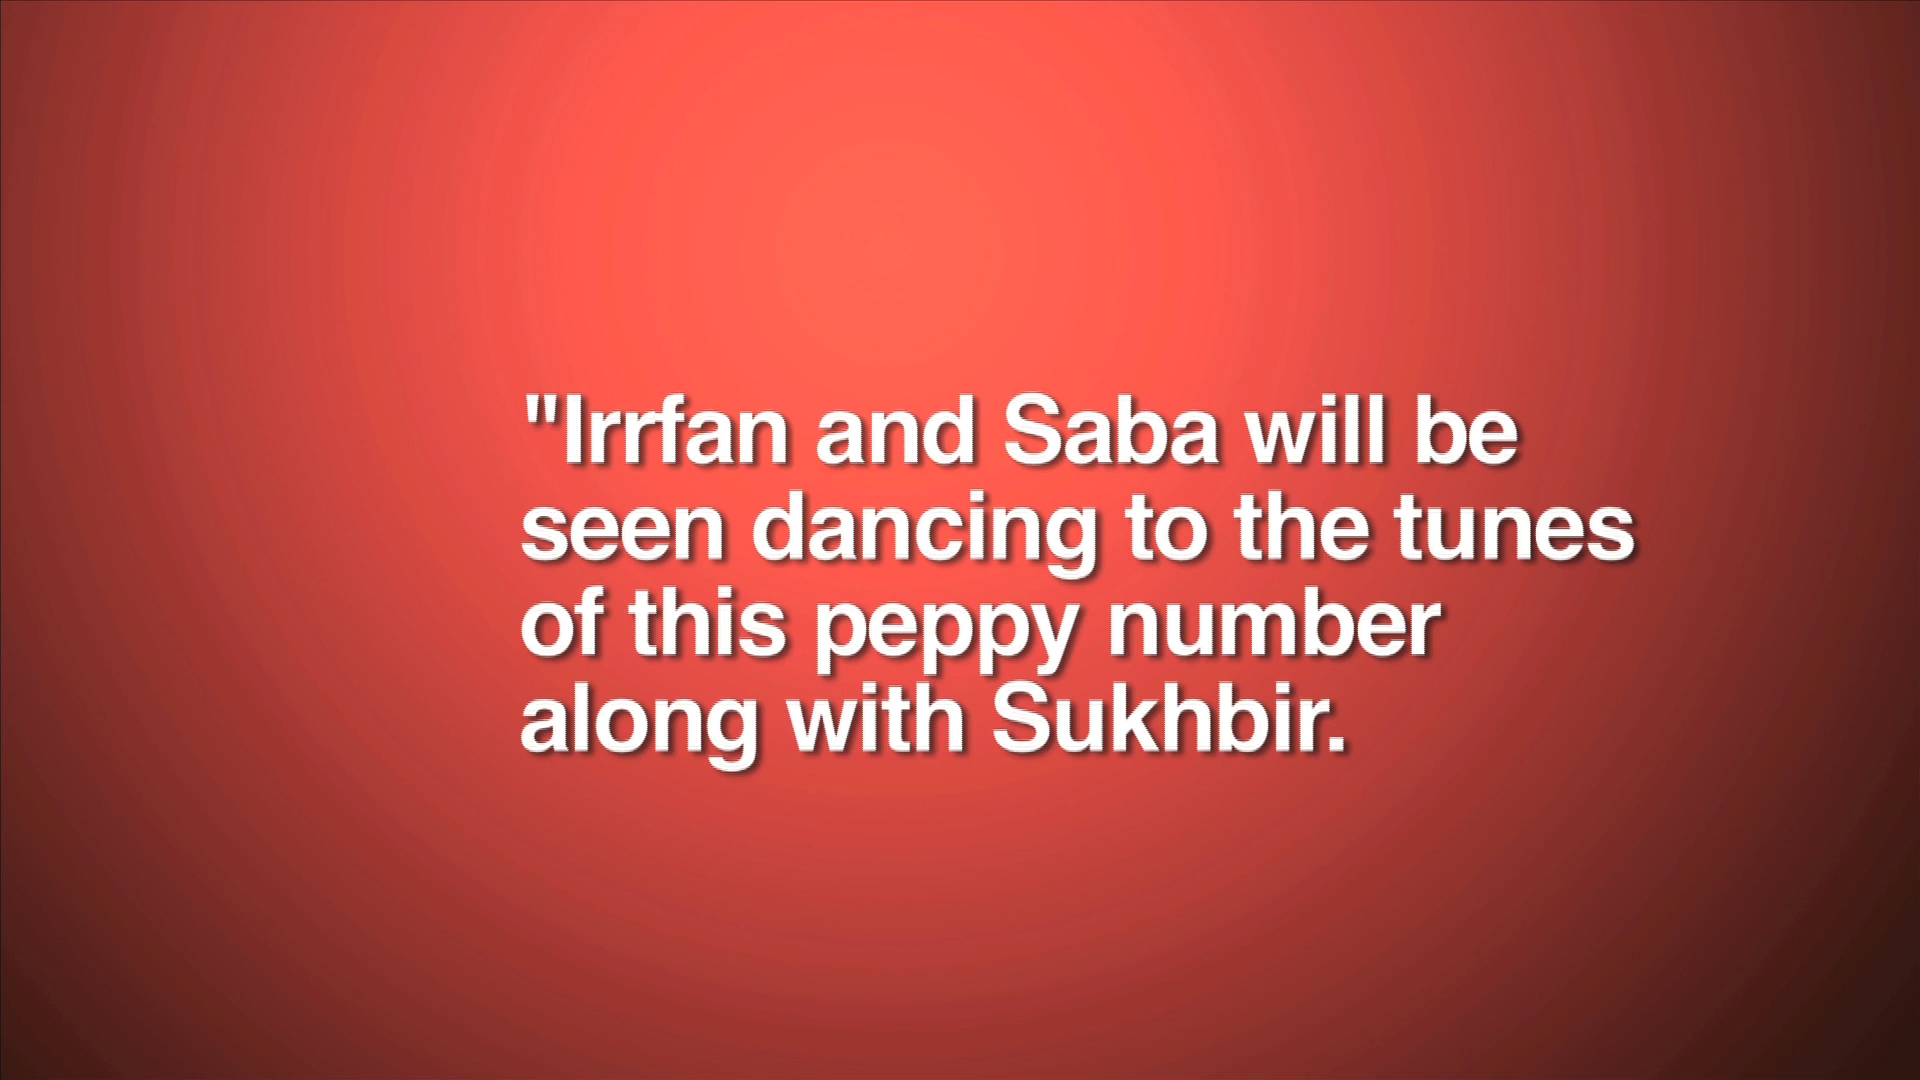 "Irrfan and Saba will be
seen dancing to the tunes
of this peppy number
along with Sukhbir.